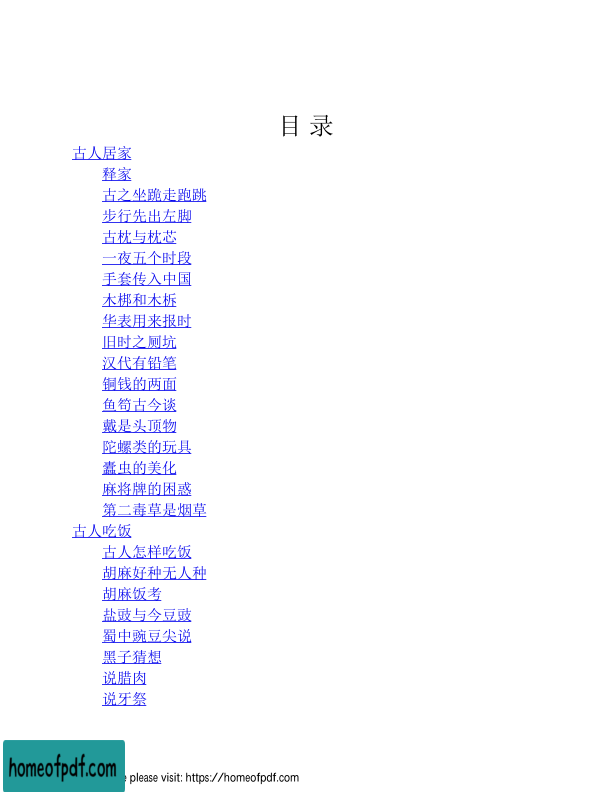 目 录
古人居家
释家
古之坐跪走跑跳
步行先出左脚
古枕与枕芯
一夜五个时段
手套传入中国
木梆和木柝
华表用来报时
旧时之厕坑
汉代有铅笔
铜钱的两面
鱼笱古今谈
戴是头顶物
陀螺类的玩具
蠹虫的美化
麻将牌的困惑
第二毒草是烟草
古人吃饭
古人怎样吃饭
胡麻好种无人种
胡麻饭考
盐豉与今豆豉
蜀中豌豆尖说
黑子猜想
说腊肉
说牙祭
homeofpdf.com
e please visit: https://homeofpdf.com